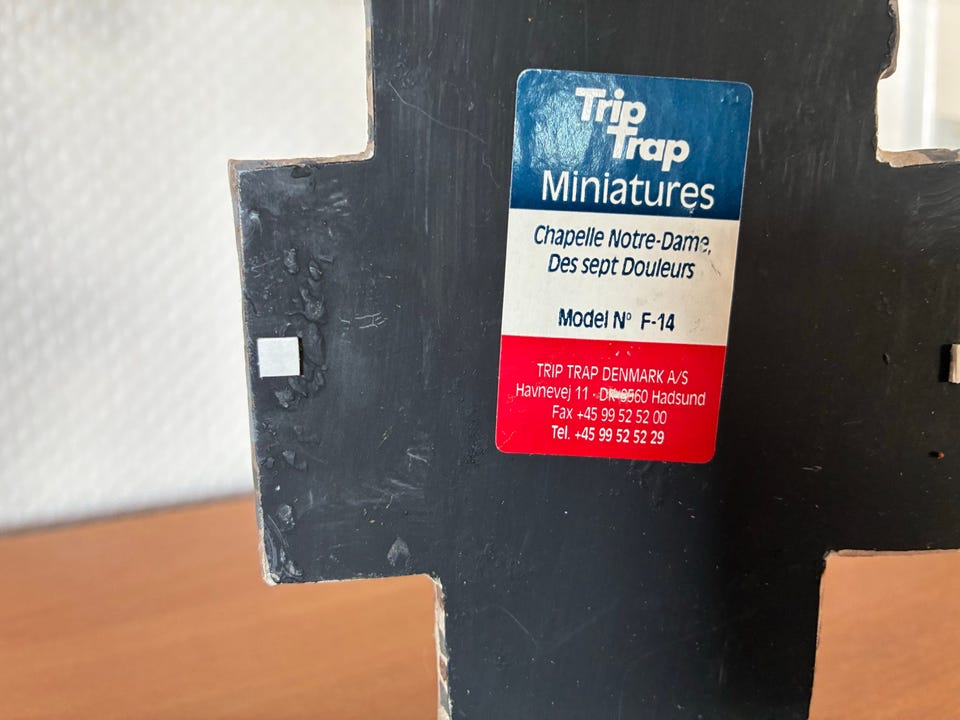 Trip
Trap
Miniatures
Chapelle Notre-Dame,
Des sept Douleurs
Model N° F-14
TRIP TRAP DENMARK A/S
Havnevej 11 · DK-9560 Hadsund
Fax +45 99 52 52 00
Tel. +45 99 52 52 29